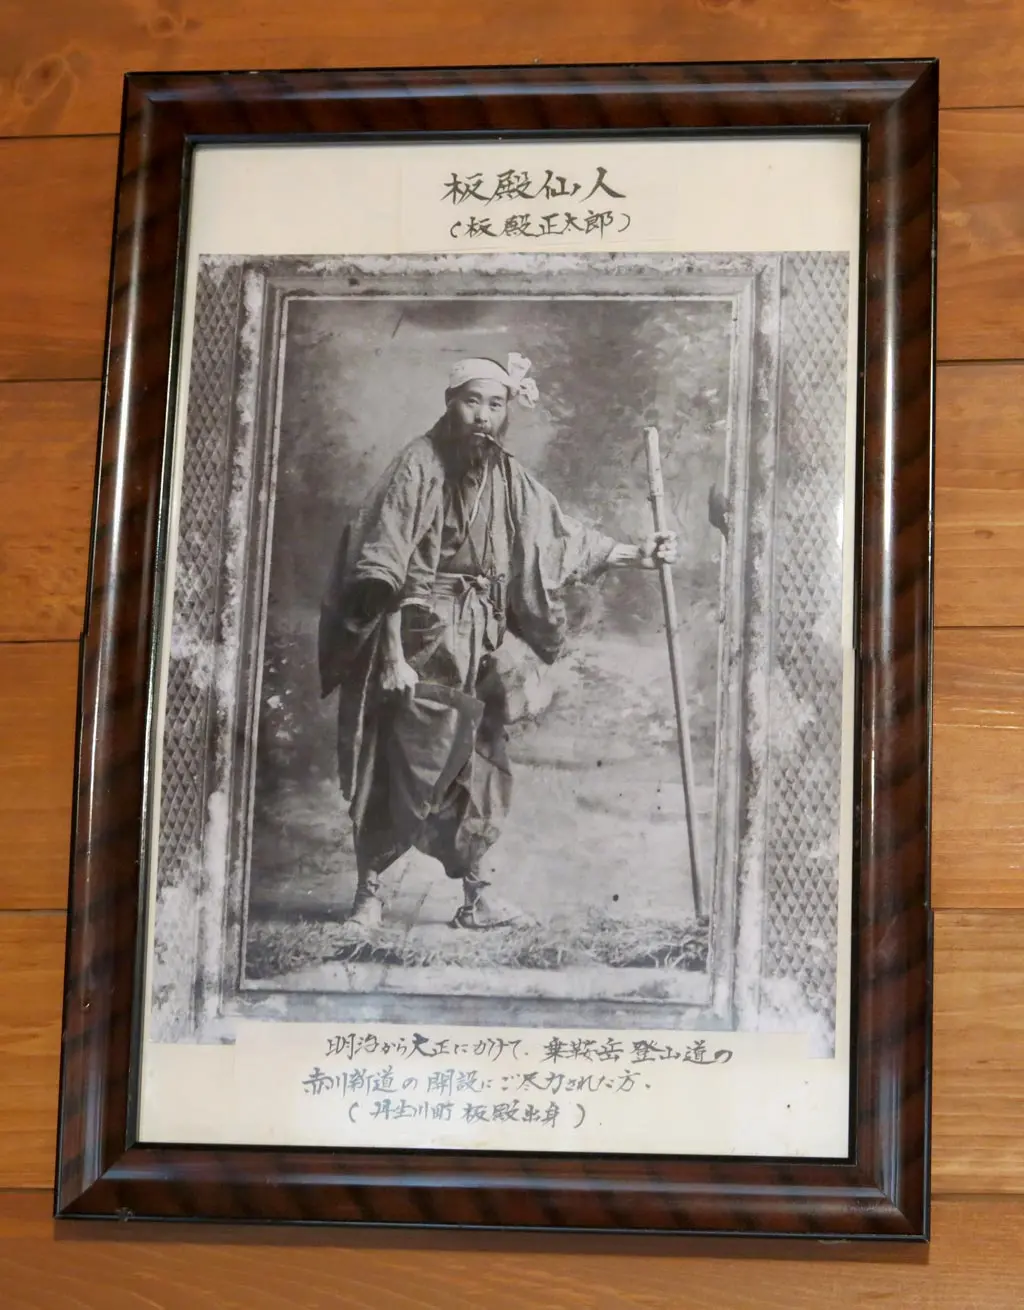 板殿仙人
(板殿正太郎)
明治から大正にかけて、乗鞍岳登山道の
赤川新道の開設にご尽力された方。
(丹生川町板殿出身)